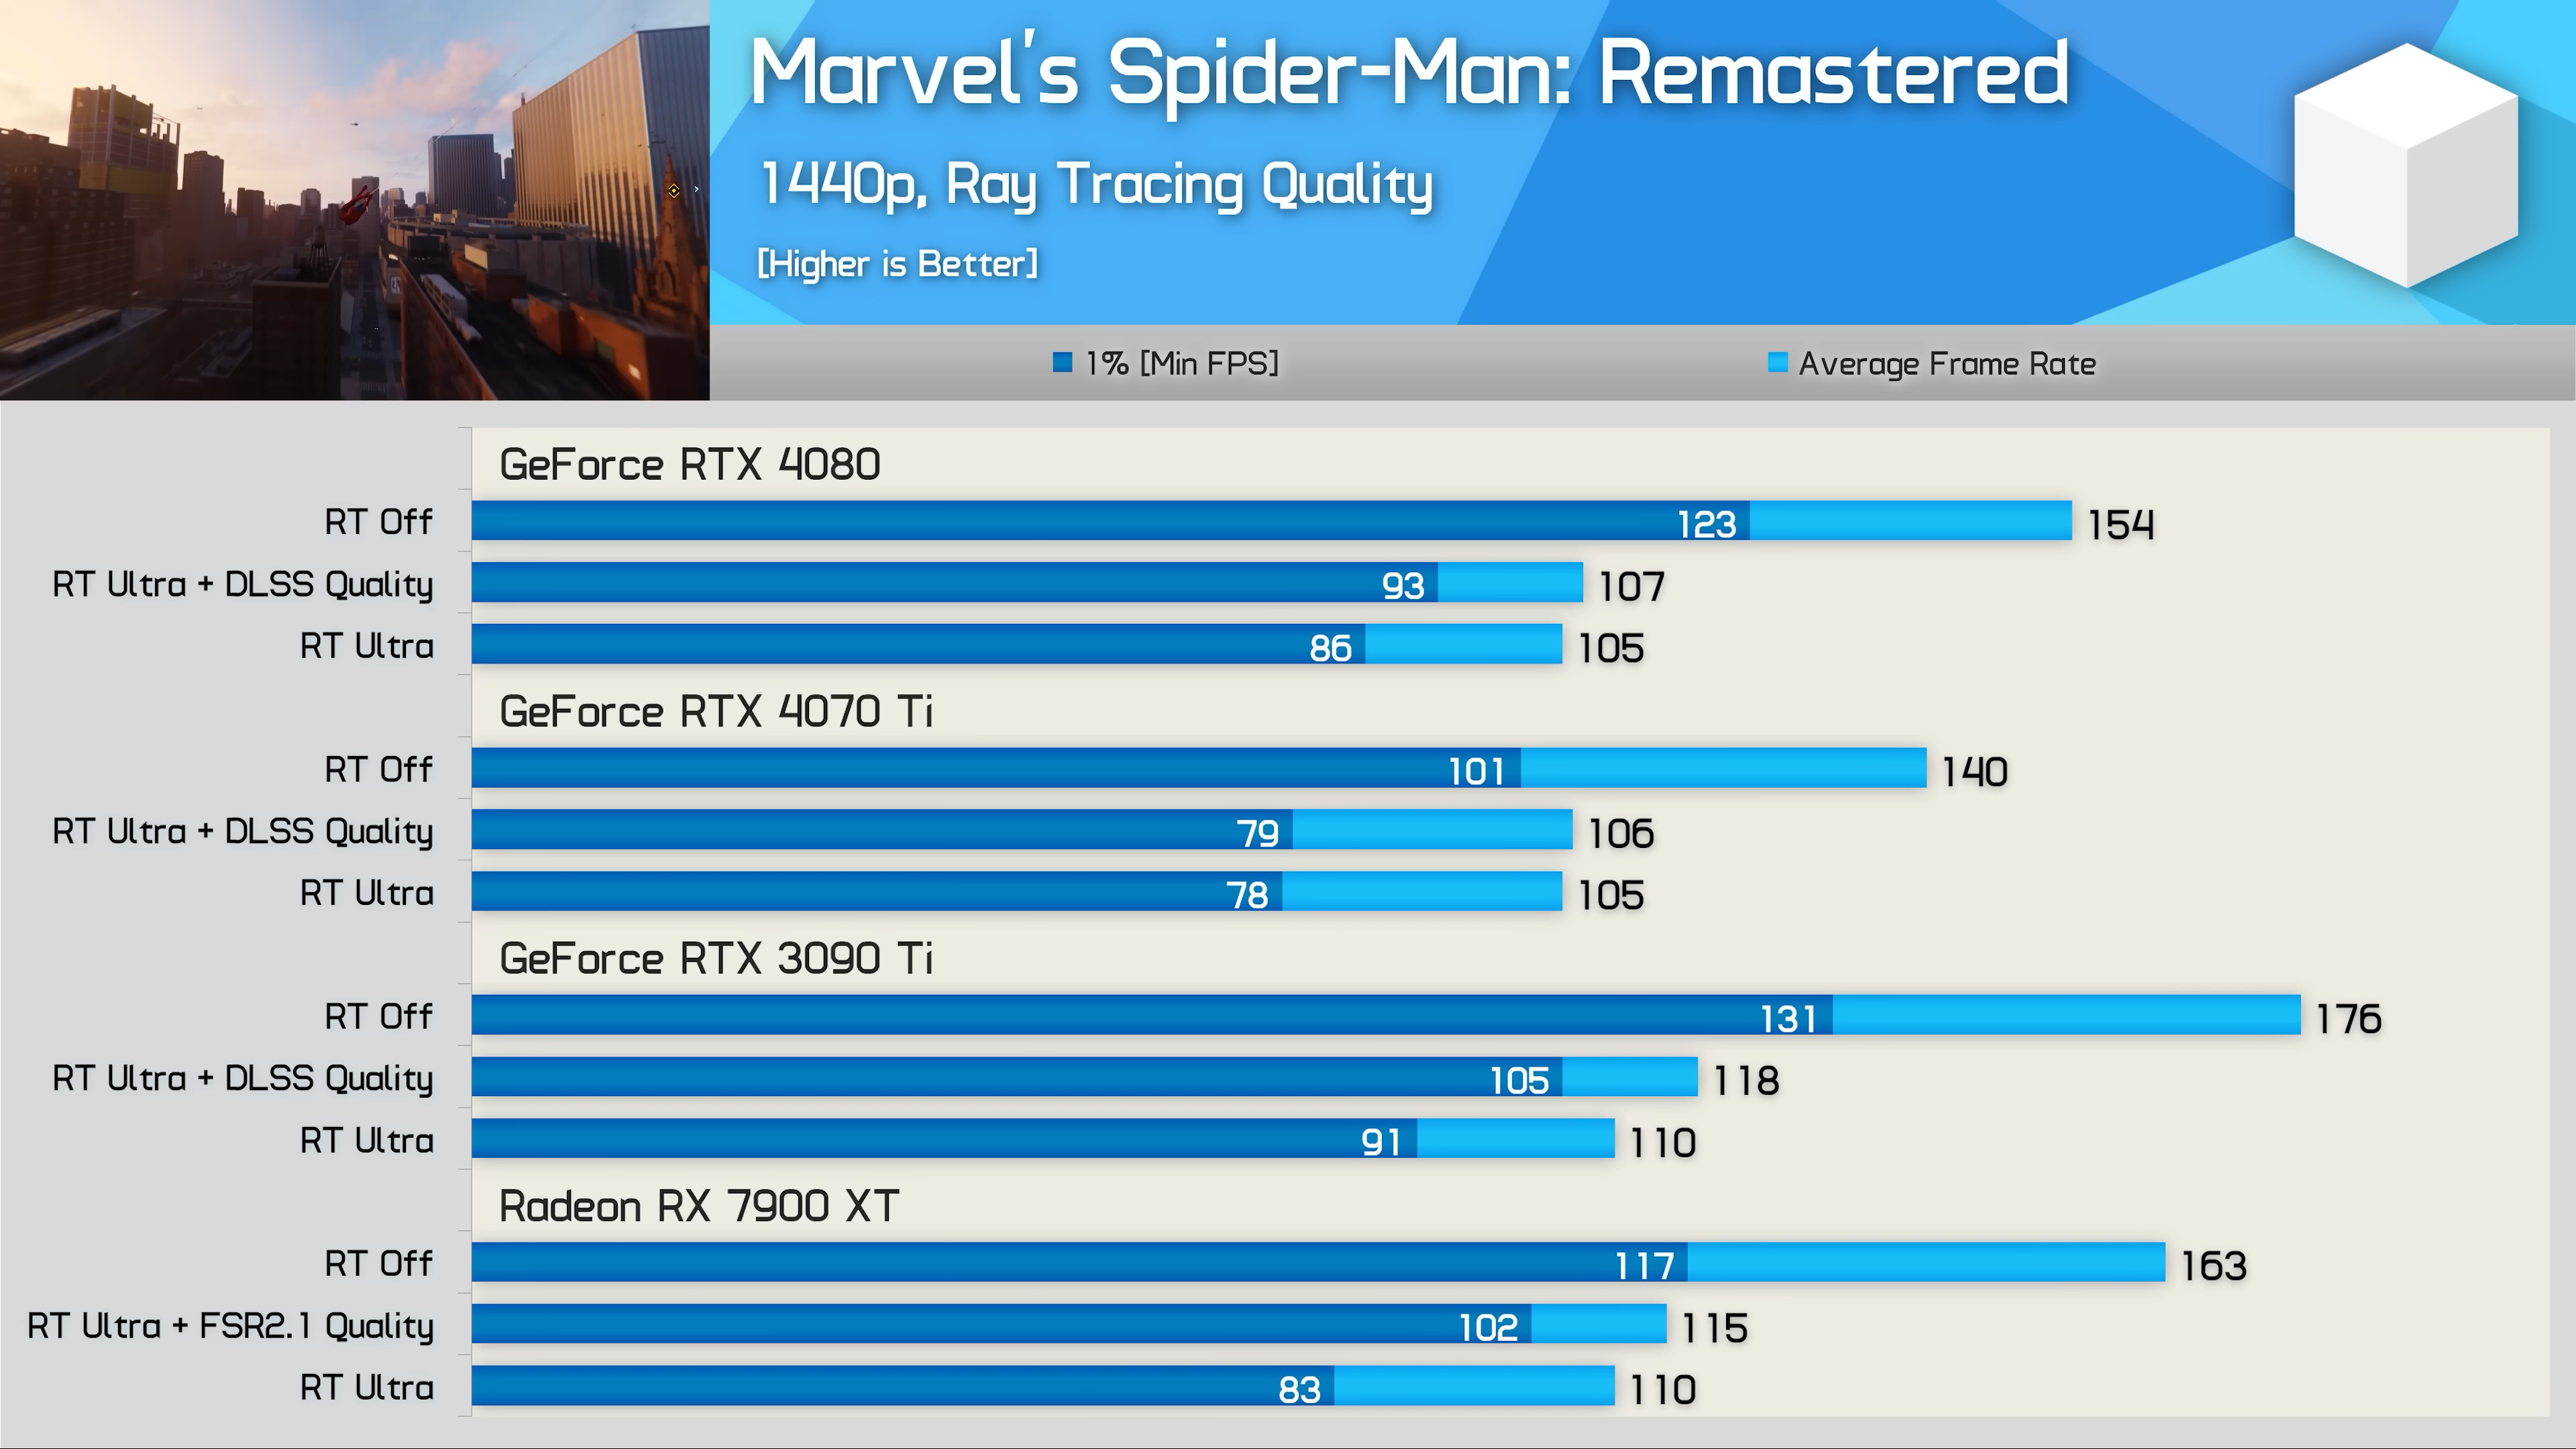 Marvel's Spider-Man: Remastered
1440p, Ray Tracing Quality
[Higher is Better]
1% [Min FPS]
Average Frame Rate
GeForce RTX 4080
RT Off 123 154
RT Ultra + DLSS Quality 93 107
RT Ultra 86 105
GeForce RTX 4070 Ti
RT Off 101 140
RT Ultra + DLSS Quality 79 106
RT Ultra 78 105
GeForce RTX 3090 Ti
RT Off 131 176
RT Ultra + DLSS Quality 105 118
RT Ultra 91 110
Radeon RX 7900 XT
RT Off 117 163
RT Ultra + FSR2.1 Quality 102 115
RT Ultra 83 110